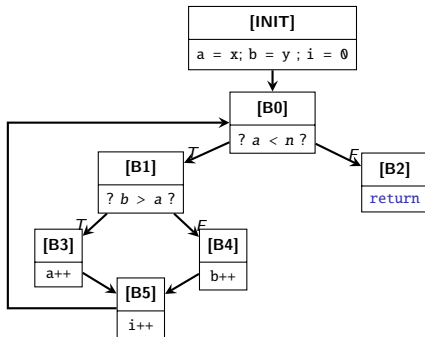 [INIT]
a = x; b = y ; i = 0
[B0]
? a < n ?
T
F
[B1]
? b > a ?
[B2]
return
T
F
[B3]
a++
[B4]
b++
[B5]
i++